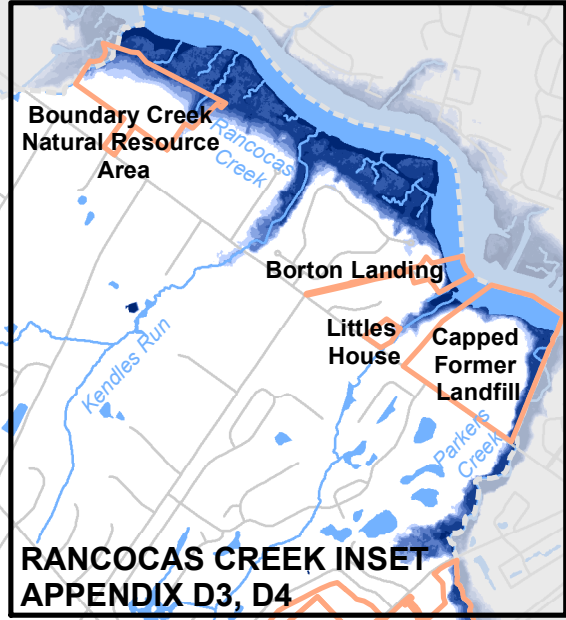 Boundary Creek
Natural Resource
Area
Rancocas
Creek
Borton Landing
Littles
House
Capped
Former
Landfill
Kendles Run
Parkers
Creek
RANCOCAS CREEK INSET
APPENDIX D3, D4